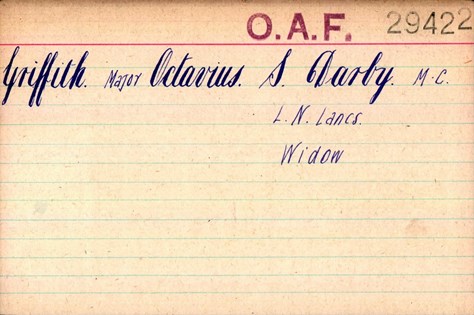 O.A.F. 29422
Griffith. Major Octavius. S. Darby. M.C.
L.N. Lancs.
Widow